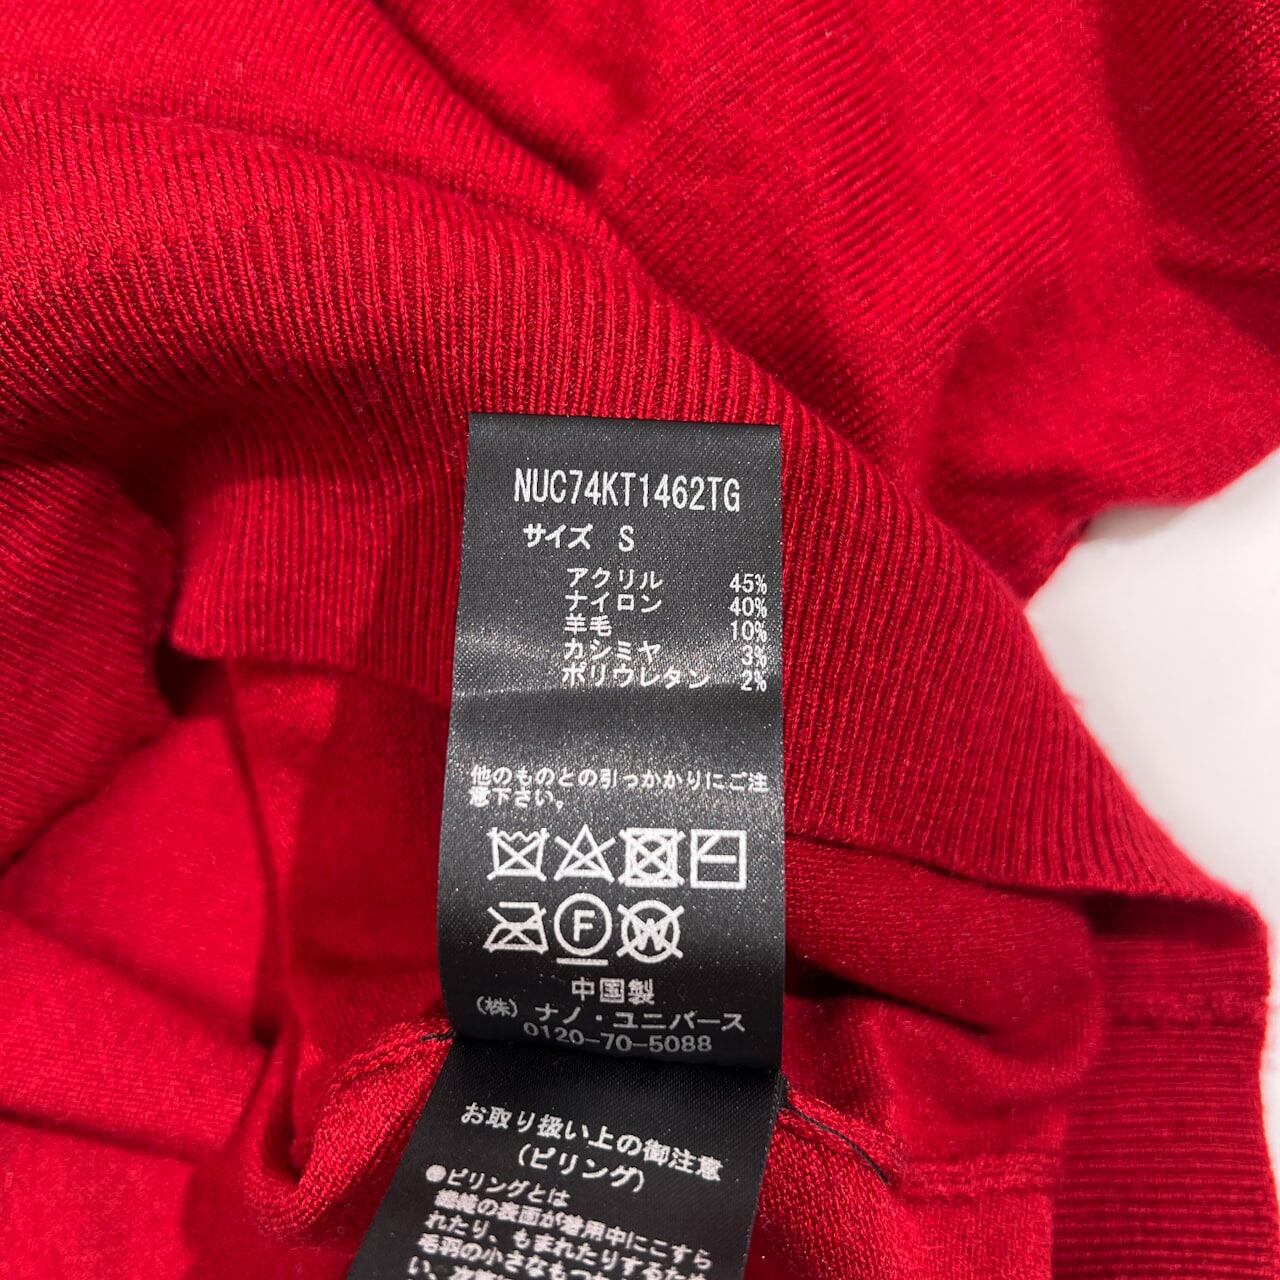 NUC74KT1462TG
サイズ S
アクリル 45%
ナイロン 40%
羊毛 10%
カシミヤ 3%
ポリウレタン 2%
他のものとの引っかかりにご注
意下さい。
F
W
中国製
(株) ナノ・ユニバース
0120-70-5088
お取り扱い上の御注意
(ピリング)
●ピリングとは
繊維の表面が着用中にこすら
れたり、もまれたりするため
毛羽の小さなもつ